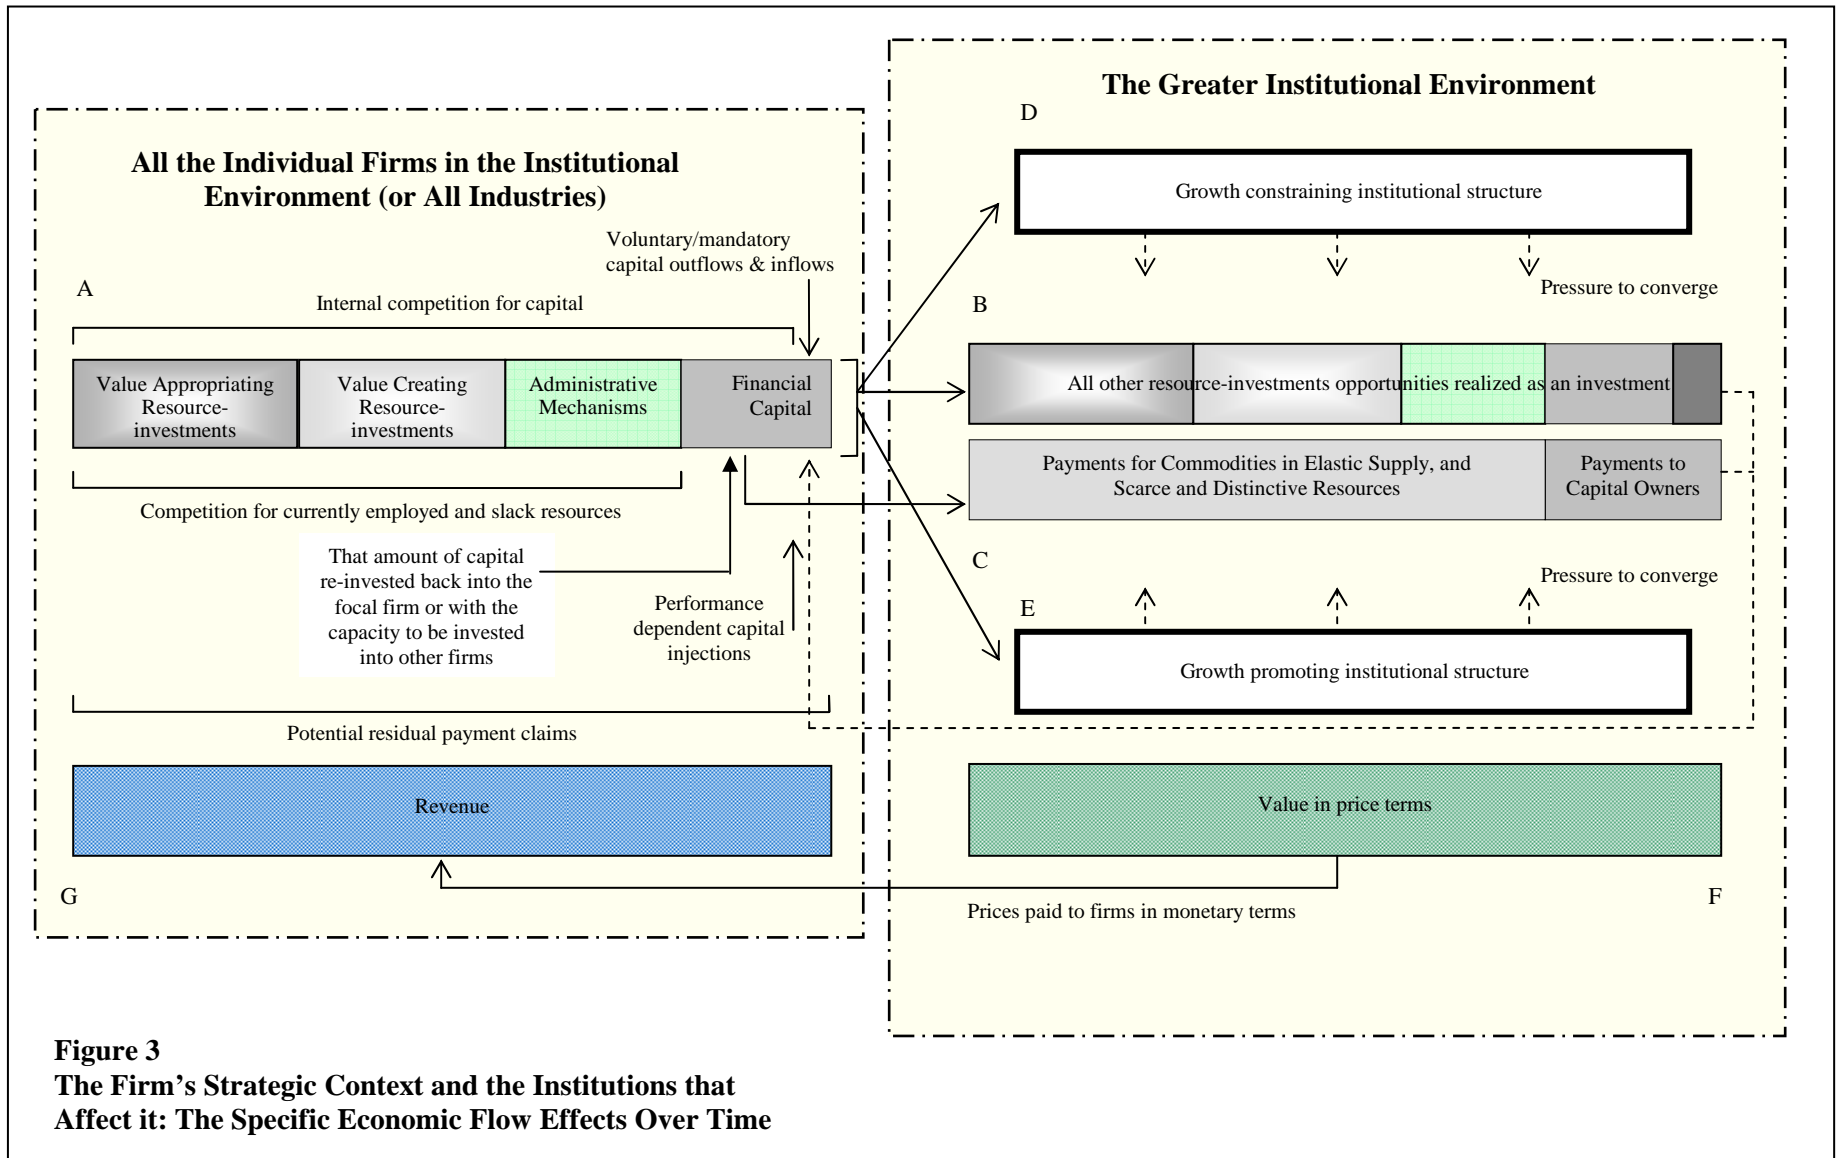 The Greater Institutional Environment
D
All the Individual Firms in the Institutional
Environment (or All Industries)
Growth constraining institutional structure
Voluntary/mandatory
capital outflows & inflows
A
Internal competition for capital
Pressure to converge
B
Value Appropriating
Resource-
investments
Value Creating
Resource-
investments
Administrative
Mechanisms
Financial
Capital
All other resource-investments opportunities realized as an investment
Payments for Commodities in Elastic Supply, and
Scarce and Distinctive Resources
Payments to
Capital Owners
Competition for currently employed and slack resources
That amount of capital
re-invested back into the
focal firm or with the
capacity to be invested
into other firms
Performance
dependent capital
injections
C
Pressure to converge
E
Growth promoting institutional structure
Potential residual payment claims
Revenue
Value in price terms
G
Prices paid to firms in monetary terms
F
Figure 3
The Firm’s Strategic Context and the Institutions that
Affect it: The Specific Economic Flow Effects Over Time